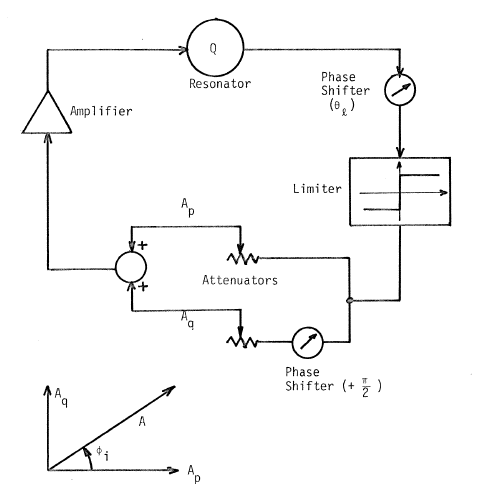 Q
Resonator
Phase
Shifter
(θℓ)
Amplifier
Limiter
Ap
+
+
Attenuators
Aq
Phase
Shifter (+ π/2 )
Aq
A
ϕi
Ap